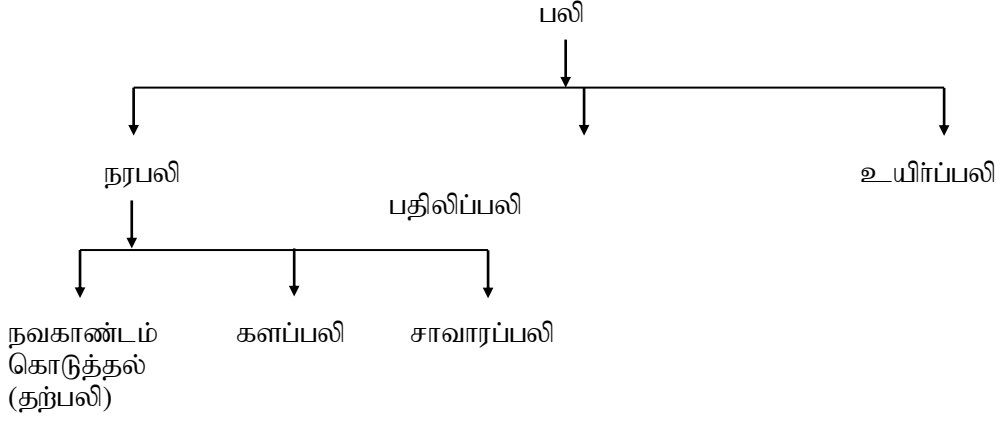 பலி
நரபலி
உயிர்ப்பலி
பதிலிப்பலி
நவகாண்டம்
கொடுத்தல்
(தற்பலி)
களப்பலி
சாவாரப்பலி